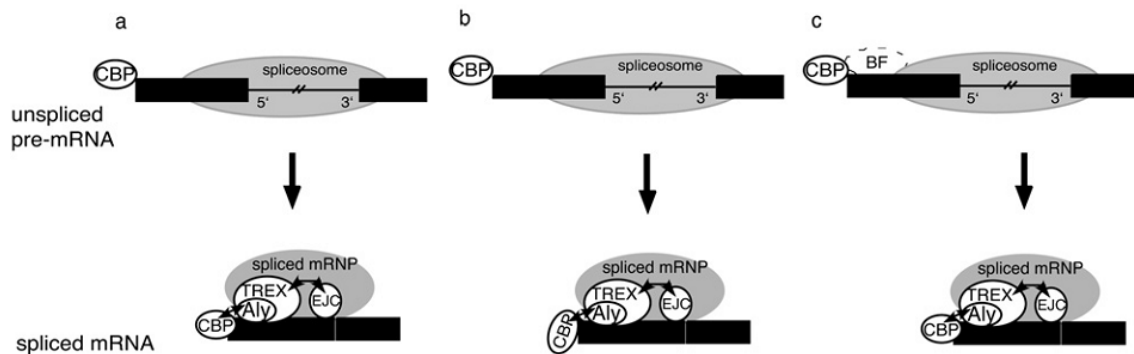 a b c
CBP spliceosome CBP spliceosome CBP BF spliceosome
5‘ 3‘ 5‘ 3‘ 5‘ 3‘
unspliced
pre-mRNA
spliced mRNP spliced mRNP spliced mRNP
TREX EJC TREX EJC TREX EJC
CBP Aly CBP Aly CBP Aly
spliced mRNA